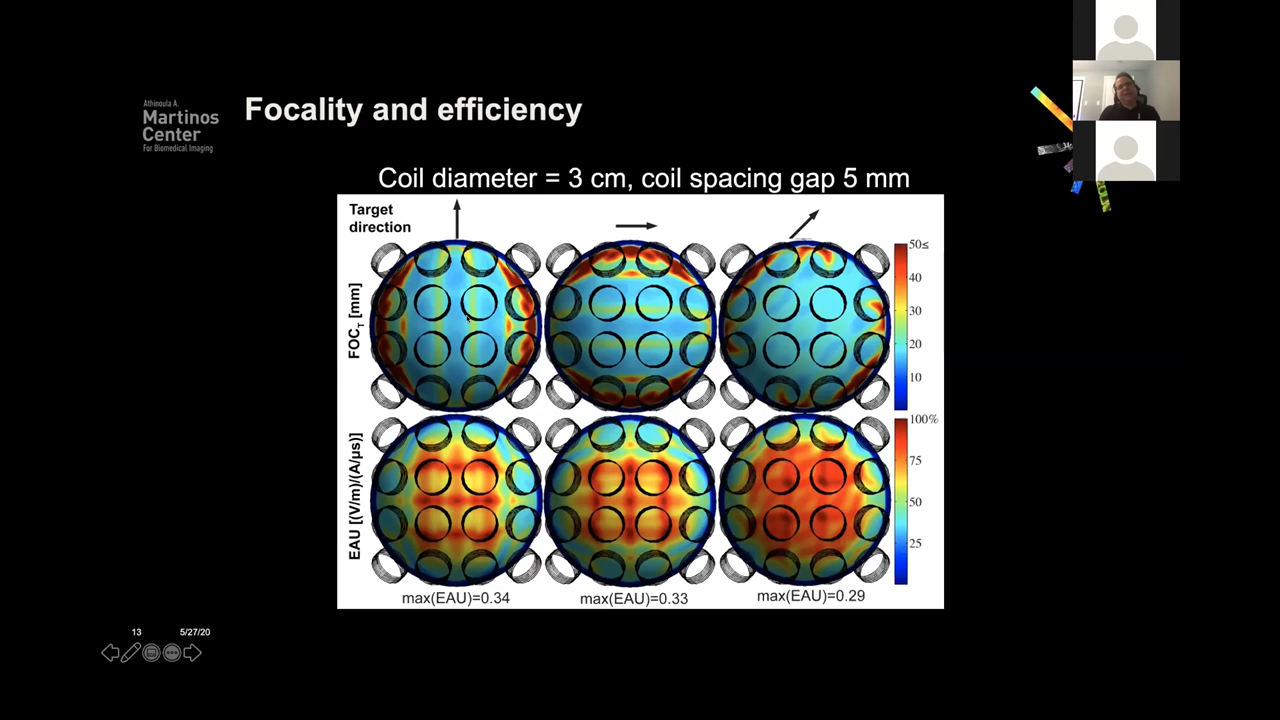 Athinoula A.
Martinos
Center
For Biomedical Imaging
Focality and efficiency
Coil diameter = 3 cm, coil spacing gap 5 mm
Target
direction
FOC_T [mm]
50≤
40
30
20
10
EAU [(V/m)/(A/µs)]
100%
75
50
25
max(EAU)=0.34
max(EAU)=0.33
max(EAU)=0.29
13
5/27/20